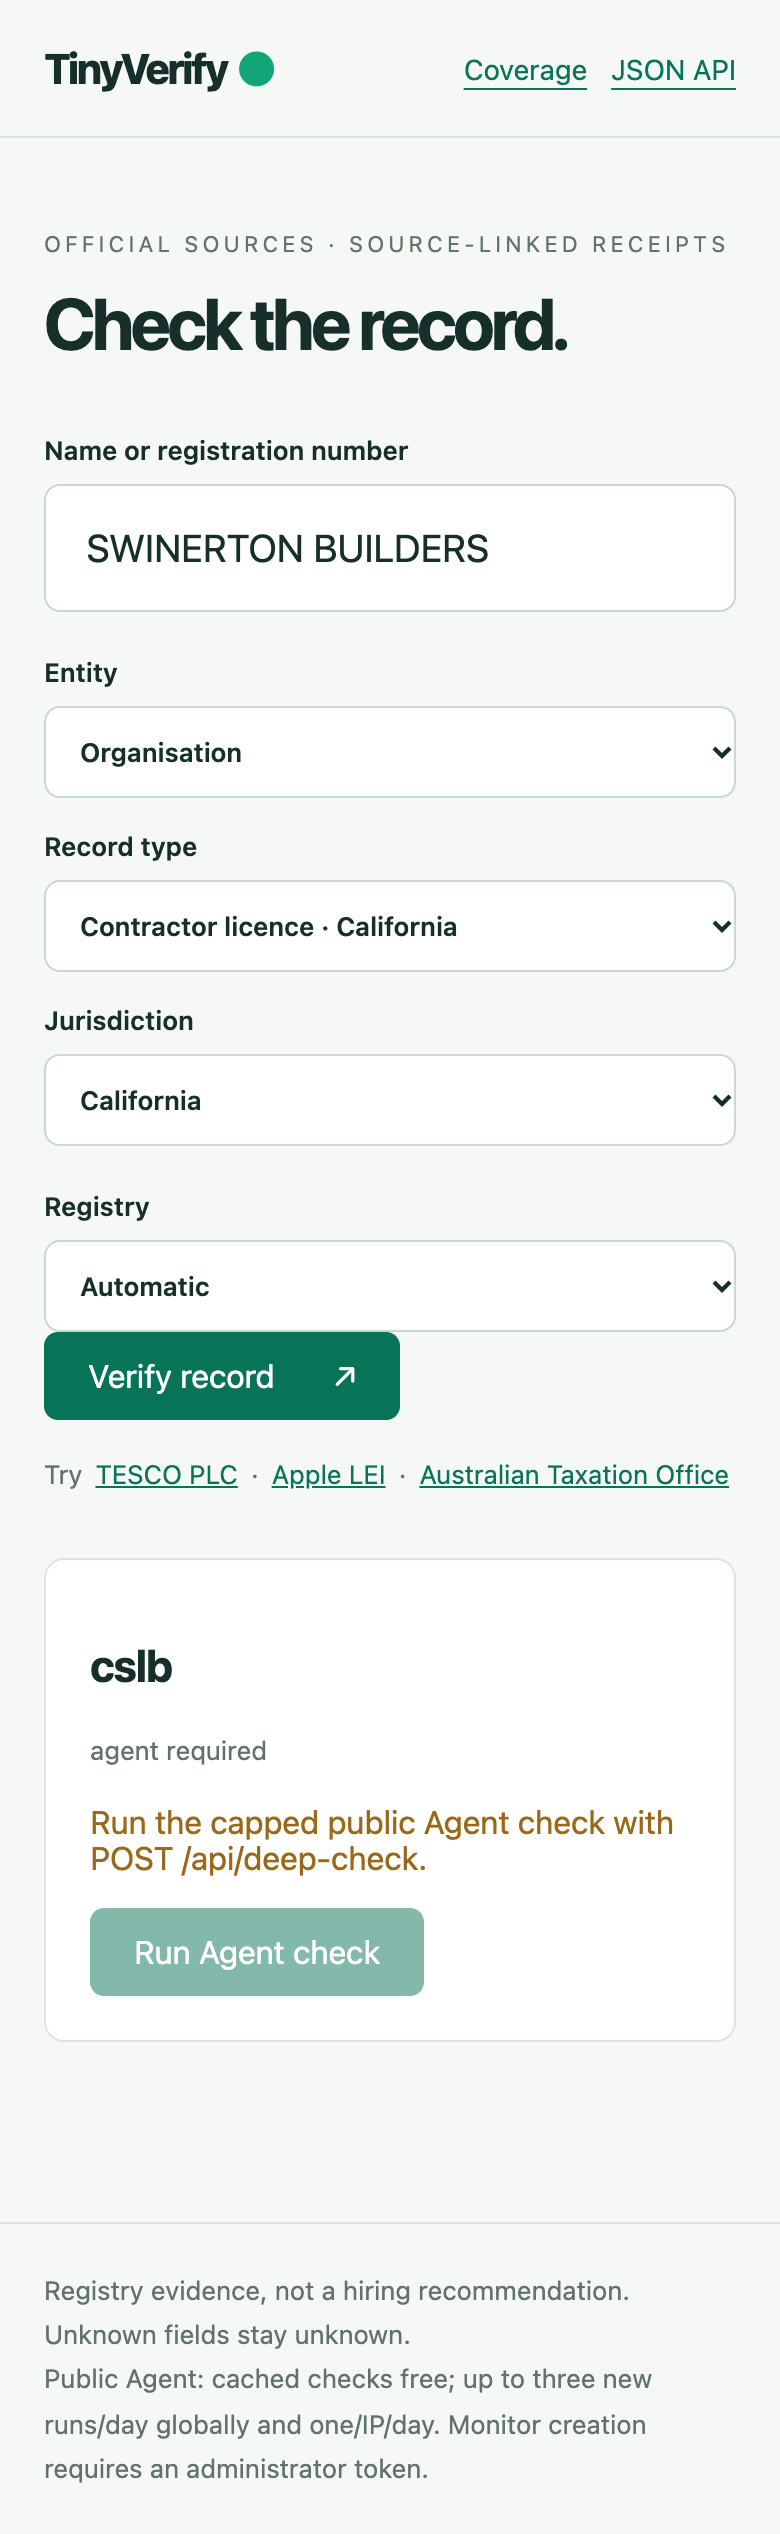 TinyVerify
Coverage JSON API
OFFICIAL SOURCES · SOURCE-LINKED RECEIPTS
Check the record.
Name or registration number
SWINERTON BUILDERS
Entity
Organisation
Record type
Contractor licence · California
Jurisdiction
California
Registry
Automatic
Verify record ↗
Try TESCO PLC · Apple LEI · Australian Taxation Office
cslb
agent required
Run the capped public Agent check with
POST /api/deep-check.
Run Agent check
Registry evidence, not a hiring recommendation.
Unknown fields stay unknown.
Public Agent: cached checks free; up to three new
runs/day globally and one/IP/day. Monitor creation
requires an administrator token.